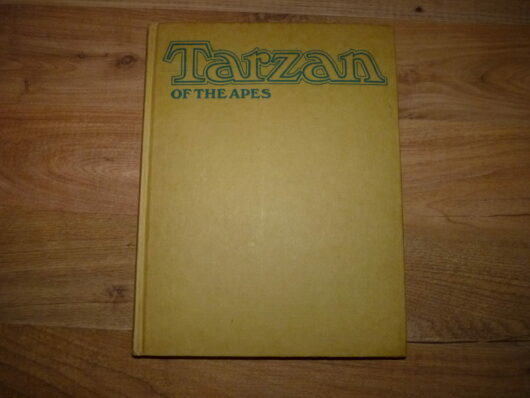 Tarzan
OF THE APES